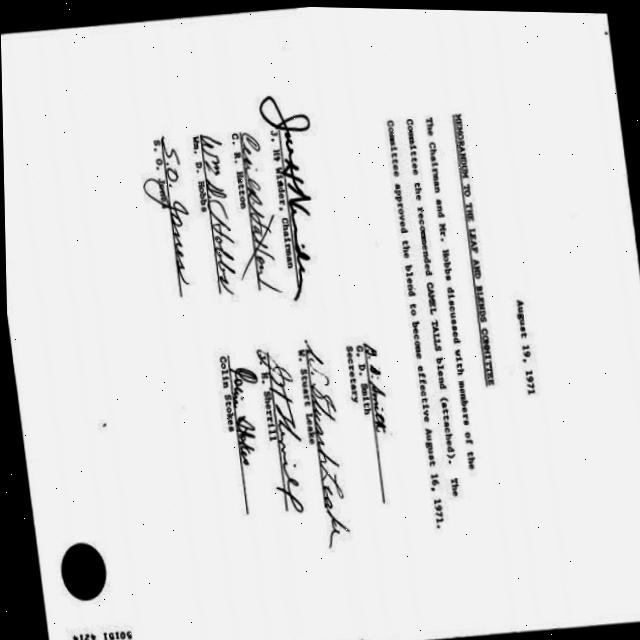 August 19, 1971
MEMORANDUM TO THE LEAF AND BLENDS COMMITTEE
The Chairman and Mr. Hobbs discussed with members of the
Committee the recommended CAMEL TALLS blend (attached). The
Committee approved the blend to become effective August 16, 1971.
G. D. Smith
Secretary
J. H. Winder, Chairman
W. Stuart Leake
C. B. Hatton
Sherrill
Wm. D. Hobbs
Colin Stokes
S. O. Jones
50151 4214